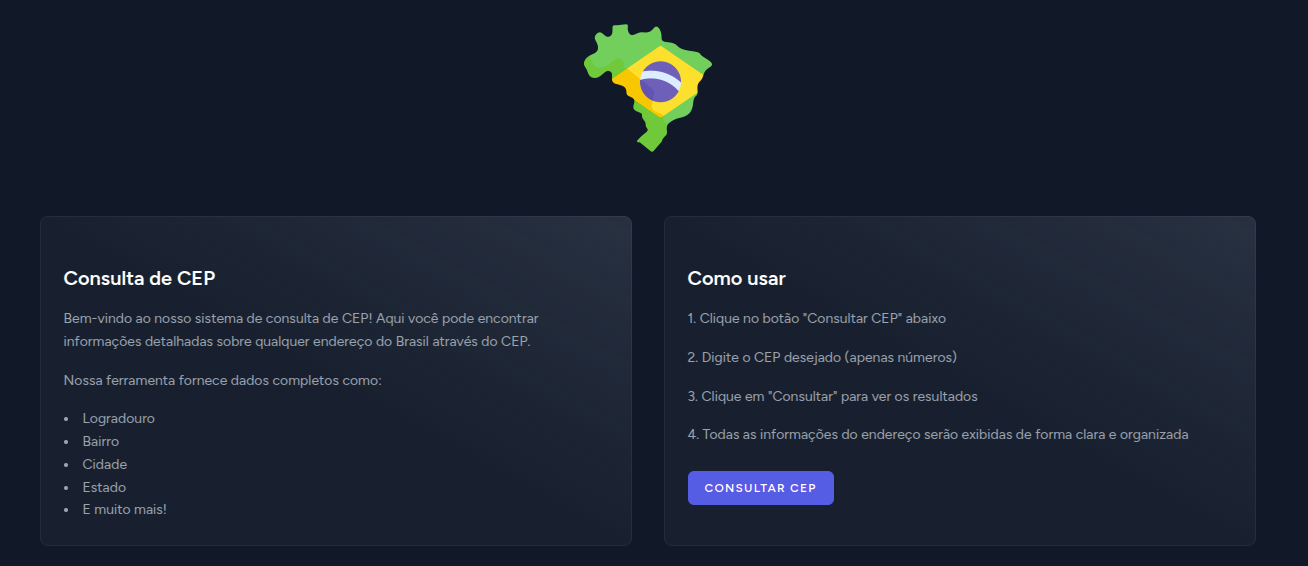 Consulta de CEP
Bem-vindo ao nosso sistema de consulta de CEP! Aqui você pode encontrar
informações detalhadas sobre qualquer endereço do Brasil através do CEP.
Nossa ferramenta fornece dados completos como:
• Logradouro
• Bairro
• Cidade
• Estado
• E muito mais!
Como usar
1. Clique no botão "Consultar CEP" abaixo
2. Digite o CEP desejado (apenas números)
3. Clique em "Consultar" para ver os resultados
4. Todas as informações do endereço serão exibidas de forma clara e organizada
CONSULTAR CEP